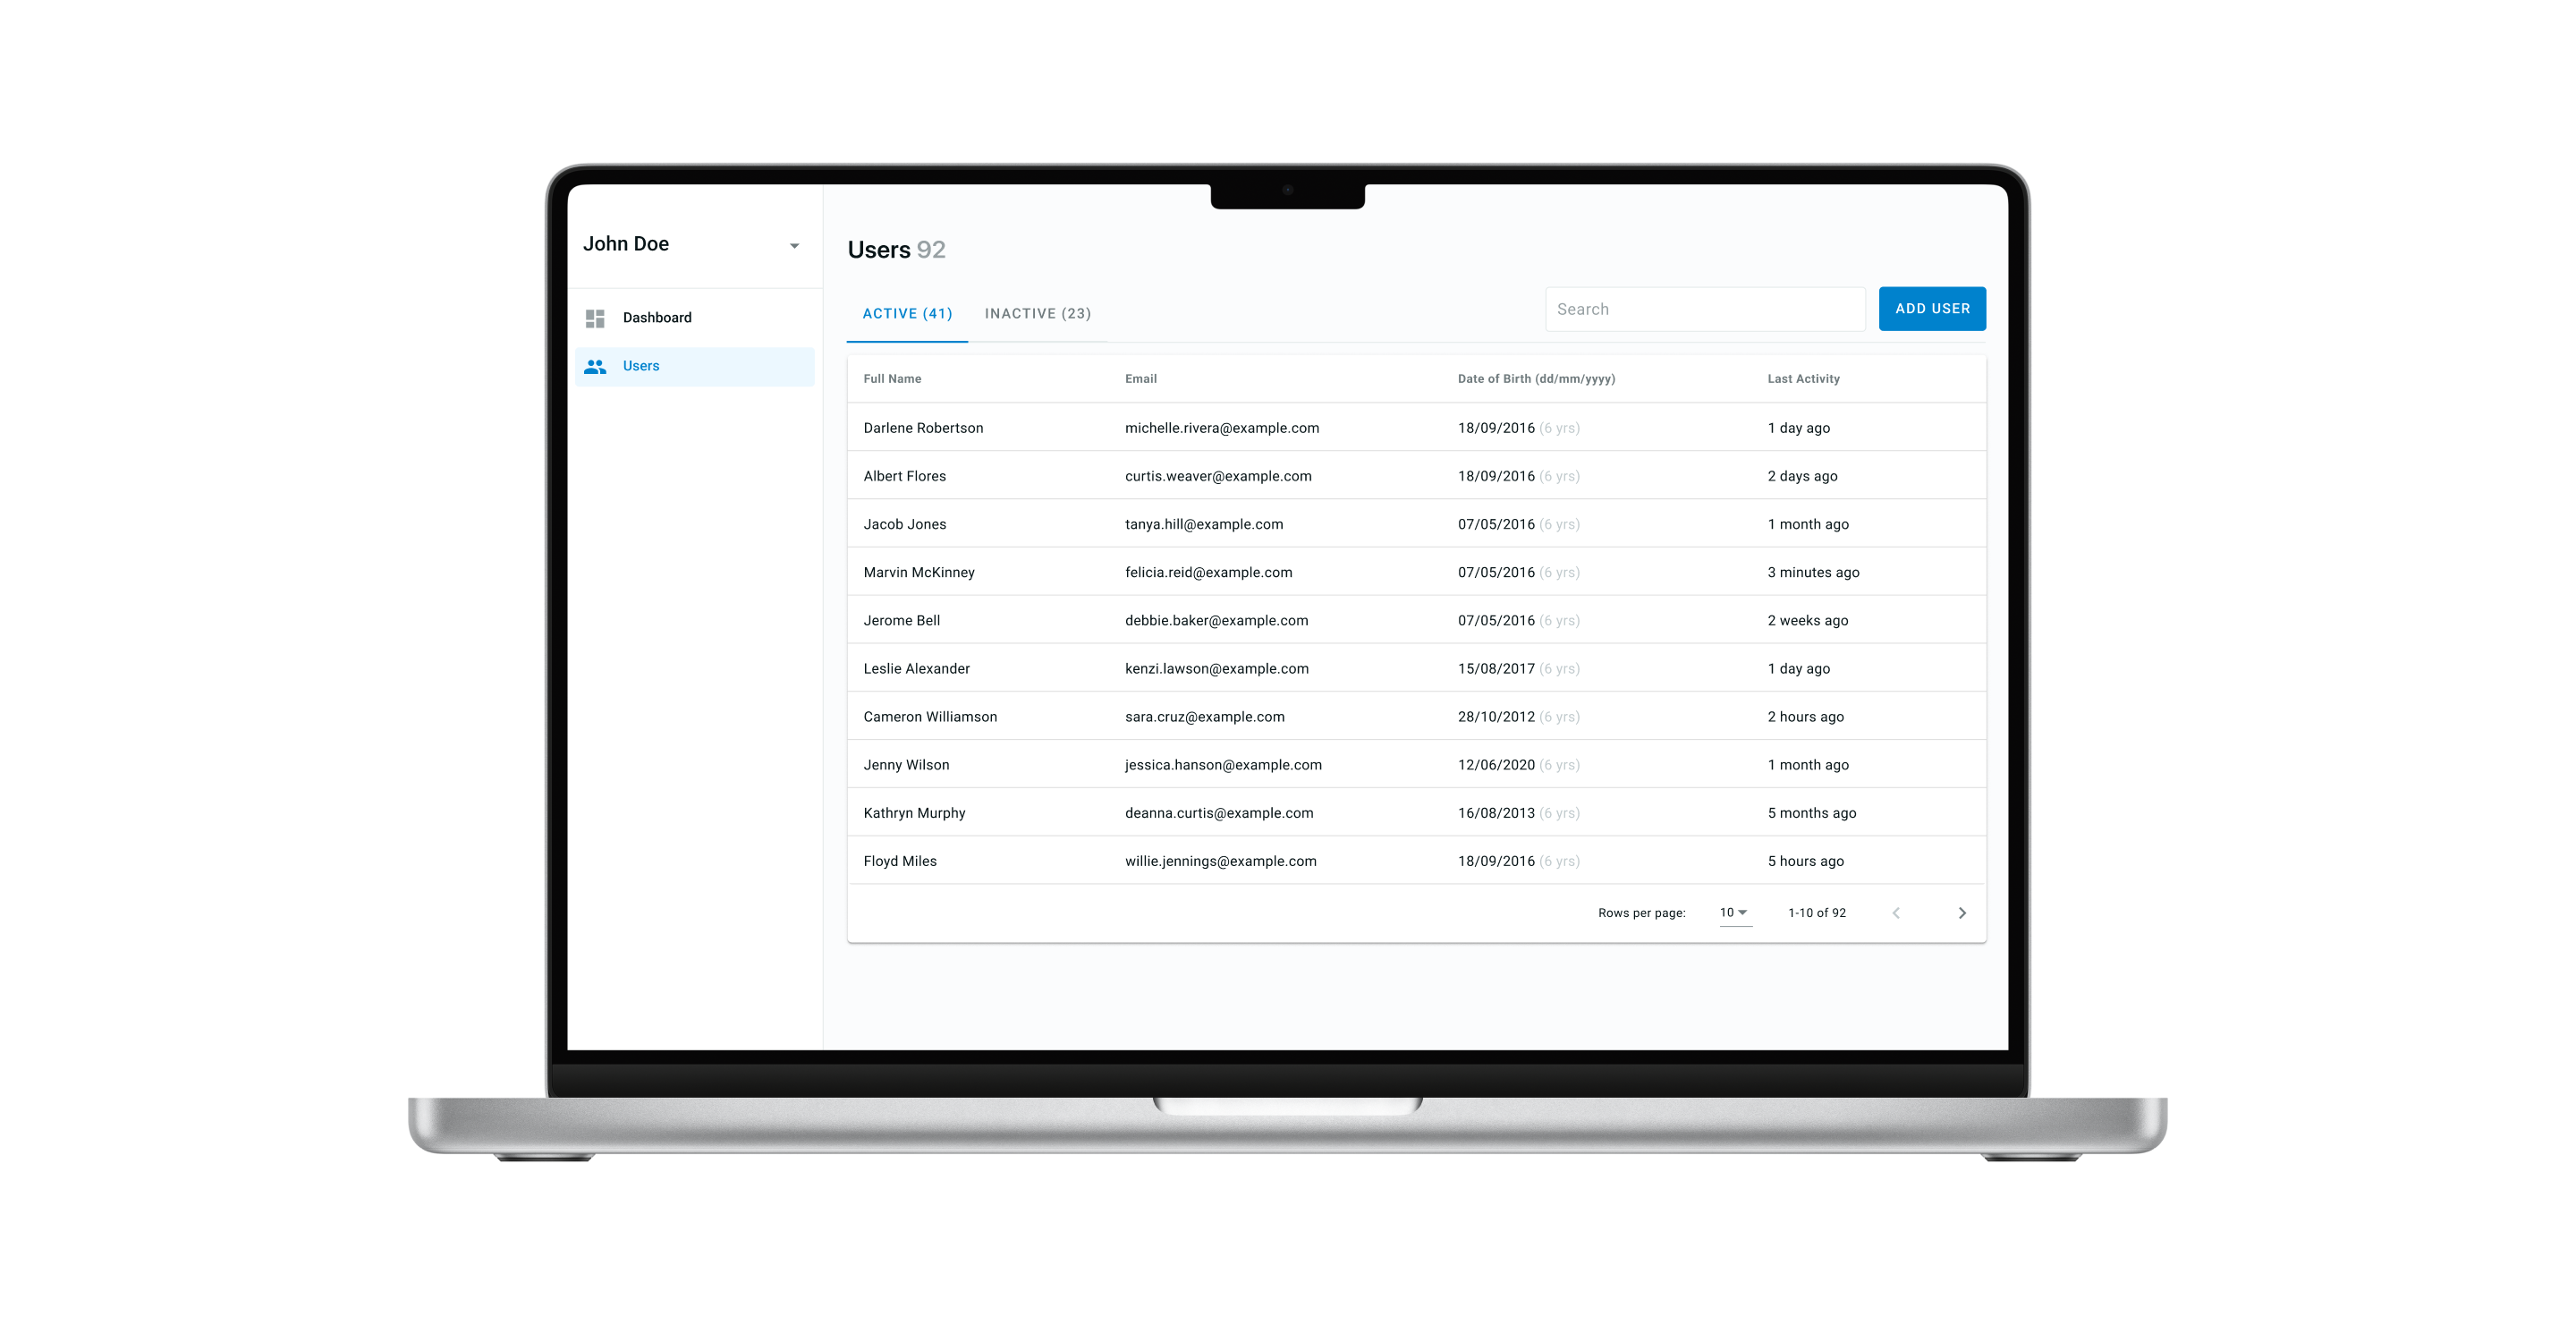 John Doe
Dashboard
Users
Users 92
ACTIVE (41) INACTIVE (23)
Search
ADD USER
Full Name Email Date of Birth (dd/mm/yyyy) Last Activity
Darlene Robertson michelle.rivera@example.com 18/09/2016 (6 yrs) 1 day ago
Albert Flores curtis.weaver@example.com 18/09/2016 (6 yrs) 2 days ago
Jacob Jones tanya.hill@example.com 07/05/2016 (6 yrs) 1 month ago
Marvin McKinney felicia.reid@example.com 07/05/2016 (6 yrs) 3 minutes ago
Jerome Bell debbie.baker@example.com 07/05/2016 (6 yrs) 2 weeks ago
Leslie Alexander kenzi.lawson@example.com 15/08/2017 (6 yrs) 1 day ago
Cameron Williamson sara.cruz@example.com 28/10/2012 (6 yrs) 2 hours ago
Jenny Wilson jessica.hanson@example.com 12/06/2020 (6 yrs) 1 month ago
Kathryn Murphy deanna.curtis@example.com 16/08/2013 (6 yrs) 5 months ago
Floyd Miles willie.jennings@example.com 18/09/2016 (6 yrs) 5 hours ago
Rows per page: 10 1-10 of 92